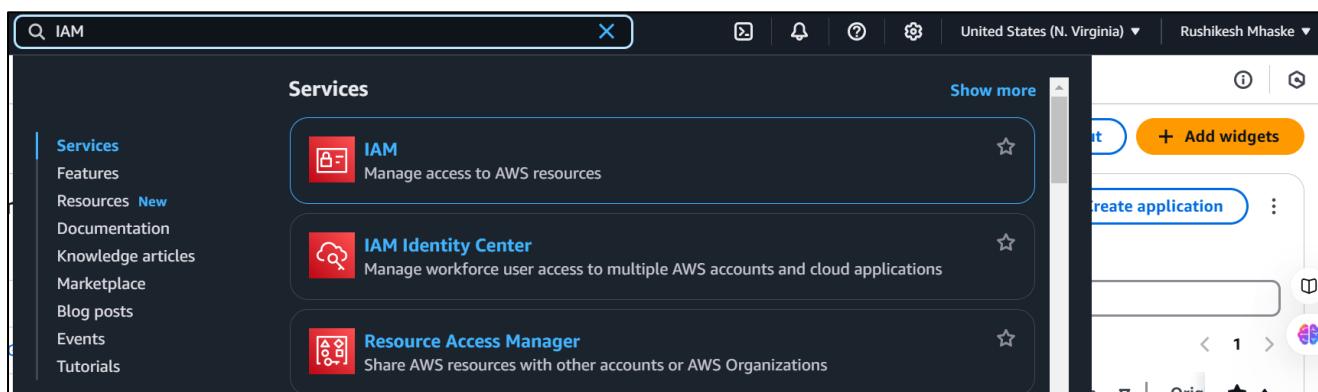 IAM
United States (N. Virginia)
Rushikesh Mhaske
Services
Show more
Services
Features
Resources New
Documentation
Knowledge articles
Marketplace
Blog posts
Events
Tutorials
IAM
Manage access to AWS resources
IAM Identity Center
Manage workforce user access to multiple AWS accounts and cloud applications
Resource Access Manager
Share AWS resources with other accounts or AWS Organizations
+ Add widgets
reate application
1